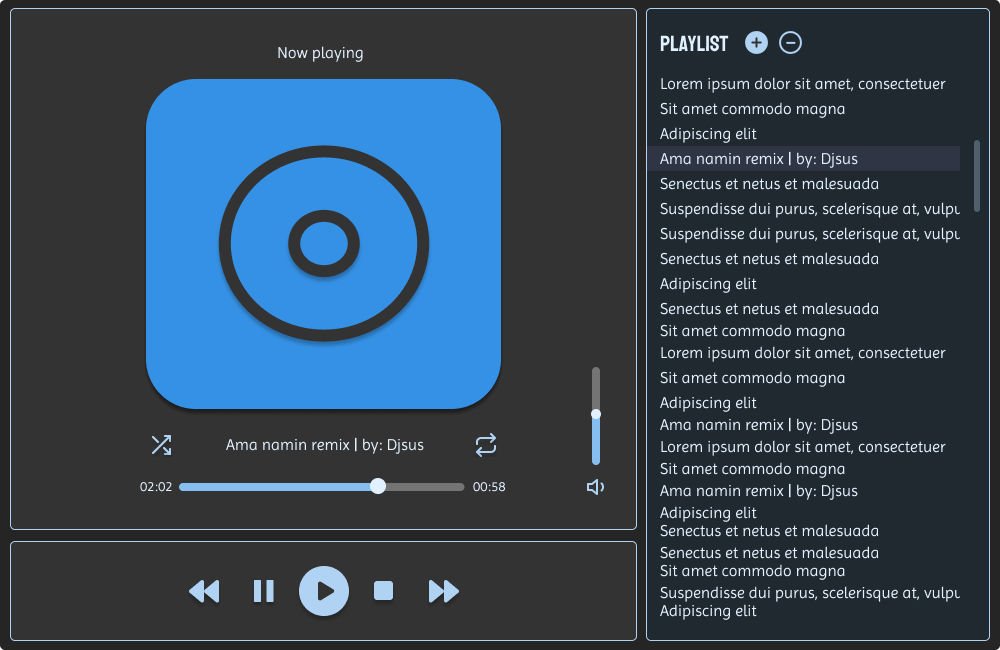 Now playing
Ama namin remix | by: Djsus
02:02
00:58
PLAYLIST
Lorem ipsum dolor sit amet, consectetuer
Sit amet commodo magna
Adipiscing elit
Ama namin remix | by: Djsus
Senectus et netus et malesuada
Suspendisse dui purus, scelerisque at, vulpu
Suspendisse dui purus, scelerisque at, vulpu
Senectus et netus et malesuada
Adipiscing elit
Senectus et netus et malesuada
Sit amet commodo magna
Lorem ipsum dolor sit amet, consectetuer
Sit amet commodo magna
Adipiscing elit
Ama namin remix | by: Djsus
Lorem ipsum dolor sit amet, consectetuer
Sit amet commodo magna
Ama namin remix | by: Djsus
Adipiscing elit
Senectus et netus et malesuada
Senectus et netus et malesuada
Sit amet commodo magna
Suspendisse dui purus, scelerisque at, vulpu
Adipiscing elit